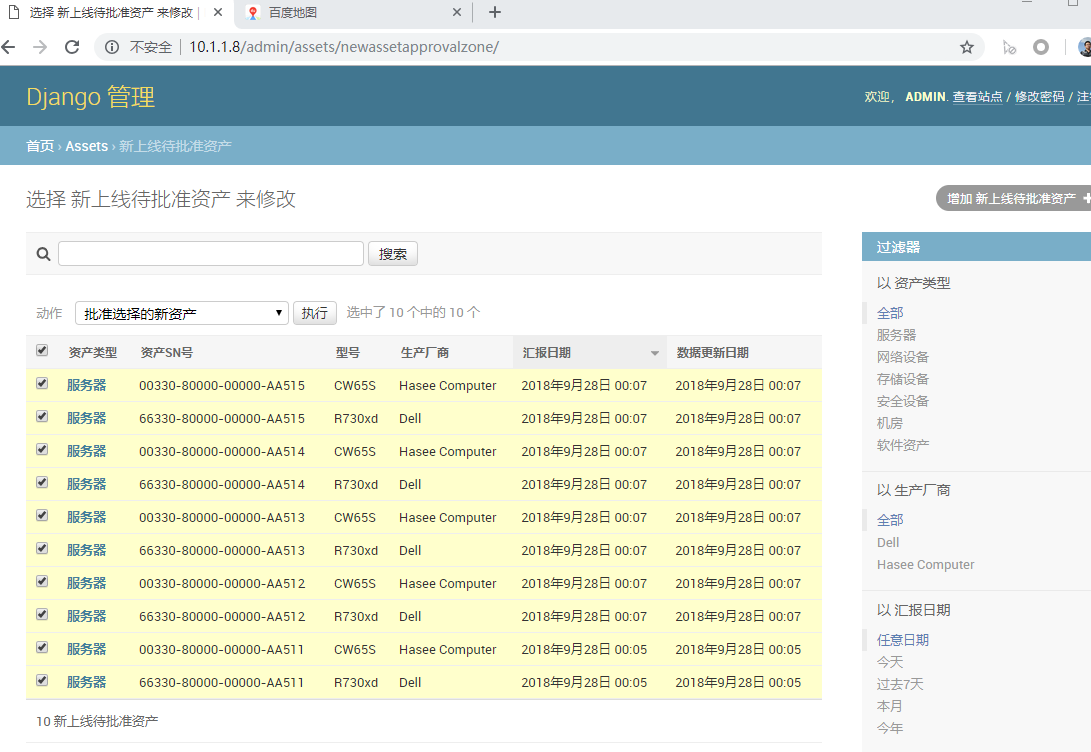 选择 新上线待批准资产 来修改
百度地图
不安全 10.1.1.8/admin/assets/newassetapprovalzone/
Django 管理
欢迎， ADMIN. 查看站点 / 修改密码 /
首页 › Assets › 新上线待批准资产
选择 新上线待批准资产 来修改
增加 新上线待批准资产 +
搜索
动作 批准选择的新资产 执行 选中了 10 个中的 10 个
资产类型 资产SN号 型号 生产厂商 汇报日期 数据更新日期
服务器 00330-80000-00000-AA515 CW65S Hasee Computer 2018年9月28日 00:07 2018年9月28日 00:07
服务器 66330-80000-00000-AA515 R730xd Dell 2018年9月28日 00:07 2018年9月28日 00:07
服务器 00330-80000-00000-AA514 CW65S Hasee Computer 2018年9月28日 00:07 2018年9月28日 00:07
服务器 66330-80000-00000-AA514 R730xd Dell 2018年9月28日 00:07 2018年9月28日 00:07
服务器 00330-80000-00000-AA513 CW65S Hasee Computer 2018年9月28日 00:07 2018年9月28日 00:07
服务器 66330-80000-00000-AA513 R730xd Dell 2018年9月28日 00:07 2018年9月28日 00:07
服务器 00330-80000-00000-AA512 CW65S Hasee Computer 2018年9月28日 00:07 2018年9月28日 00:07
服务器 66330-80000-00000-AA512 R730xd Dell 2018年9月28日 00:07 2018年9月28日 00:07
服务器 00330-80000-00000-AA511 CW65S Hasee Computer 2018年9月28日 00:05 2018年9月28日 00:05
服务器 66330-80000-00000-AA511 R730xd Dell 2018年9月28日 00:05 2018年9月28日 00:05
10 新上线待批准资产
过滤器
以 资产类型
全部
服务器
网络设备
存储设备
安全设备
机房
软件资产
以 生产厂商
全部
Dell
Hasee Computer
以 汇报日期
任意日期
今天
过去7天
本月
今年